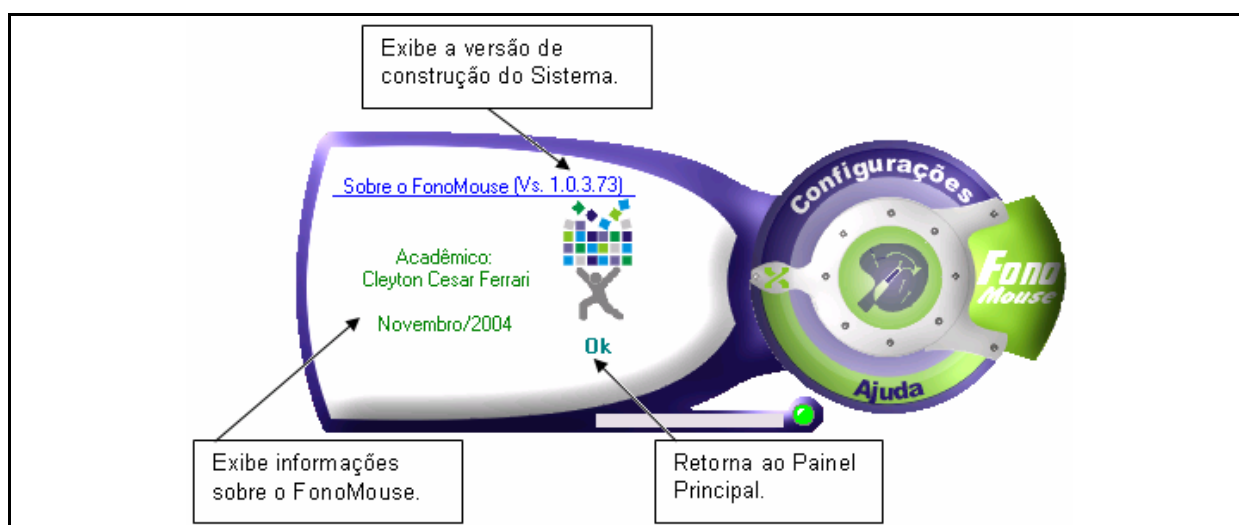 Exibe a versão de
construção do Sistema.
Sobre o FonoMouse (Vs. 1.0.3.73)
Acadêmico:
Cleyton Cesar Ferrari
Novembro/2004
Ok
Configurações
Fono
Mouse
Ajuda
Exibe informações
sobre o FonoMouse.
Retorna ao Painel
Principal.